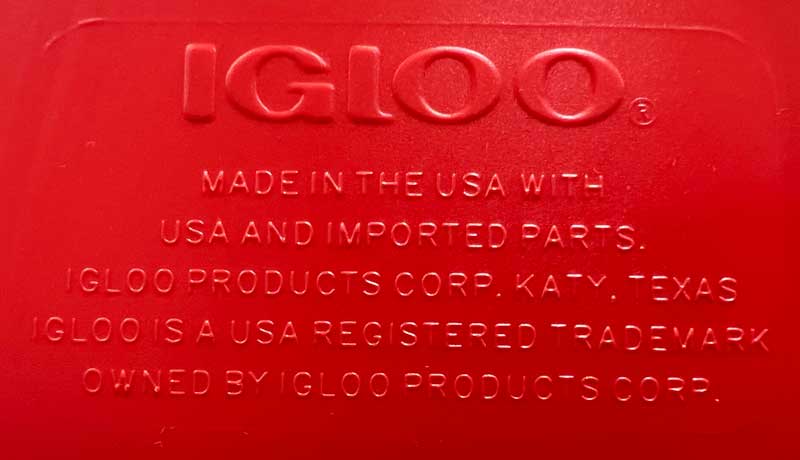 IGLOO®
MADE IN THE USA WITH
USA AND IMPORTED PARTS.
IGLOO PRODUCTS CORP. KATY, TEXAS
IGLOO IS A USA REGISTERED TRADEMARK
OWNED BY IGLOO PRODUCTS CORP.